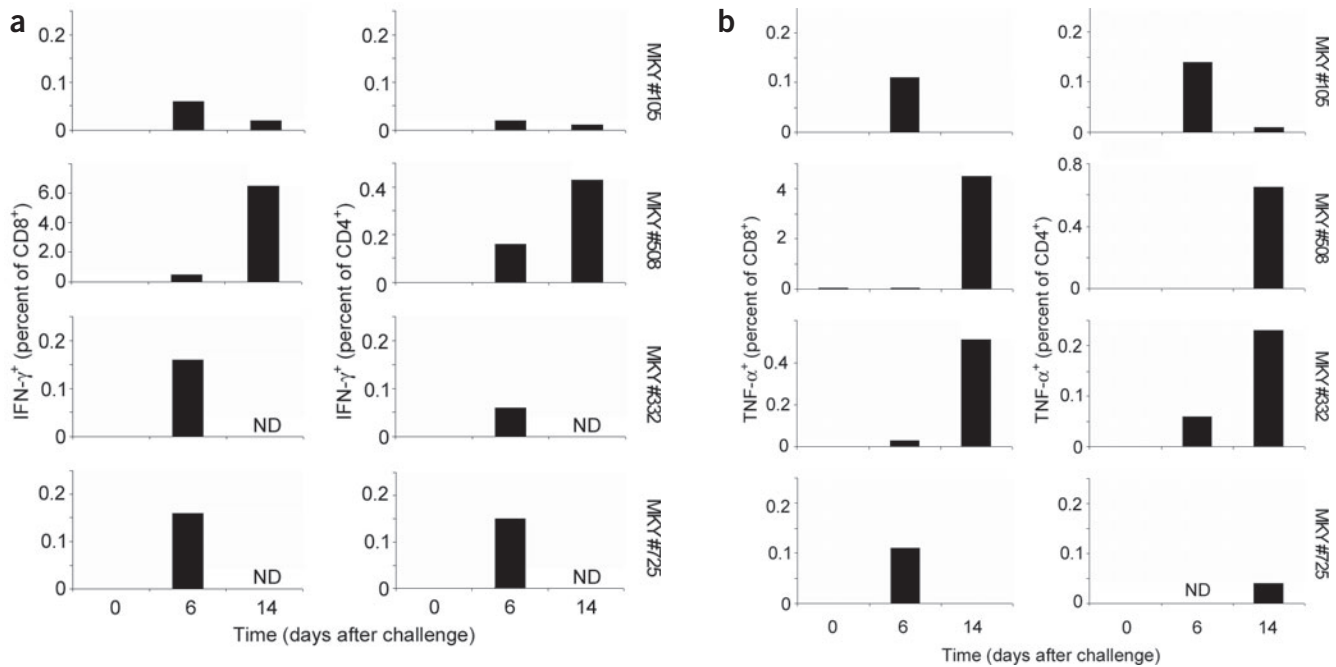 a
0.2
0.1
0
0.2
0.1
0
MKY #105
6.0
4.0
2.0
0
0.4
0.2
0
MKY #508
0.2
0.1
0
ND
0.2
0.1
0
ND
MKY #332
0.2
0.1
0
ND
0.2
0.1
0
ND
MKY #725
IFN-γ+ (percent of CD8+)
IFN-γ+ (percent of CD4+)
0 6 14
0 6 14
Time (days after challenge)
b
0.2
0.1
0
0.2
0.1
0
MKY #105
4
2
0
0.8
0.4
0
MKY #508
0.4
0.2
0
0.2
0.1
0
MKY #332
0.2
0.1
0
0.2
0.1
0
ND
MKY #725
TNF-α+ (percent of CD8+)
TNF-α+ (percent of CD4+)
0 6 14
0 6 14
Time (days after challenge)